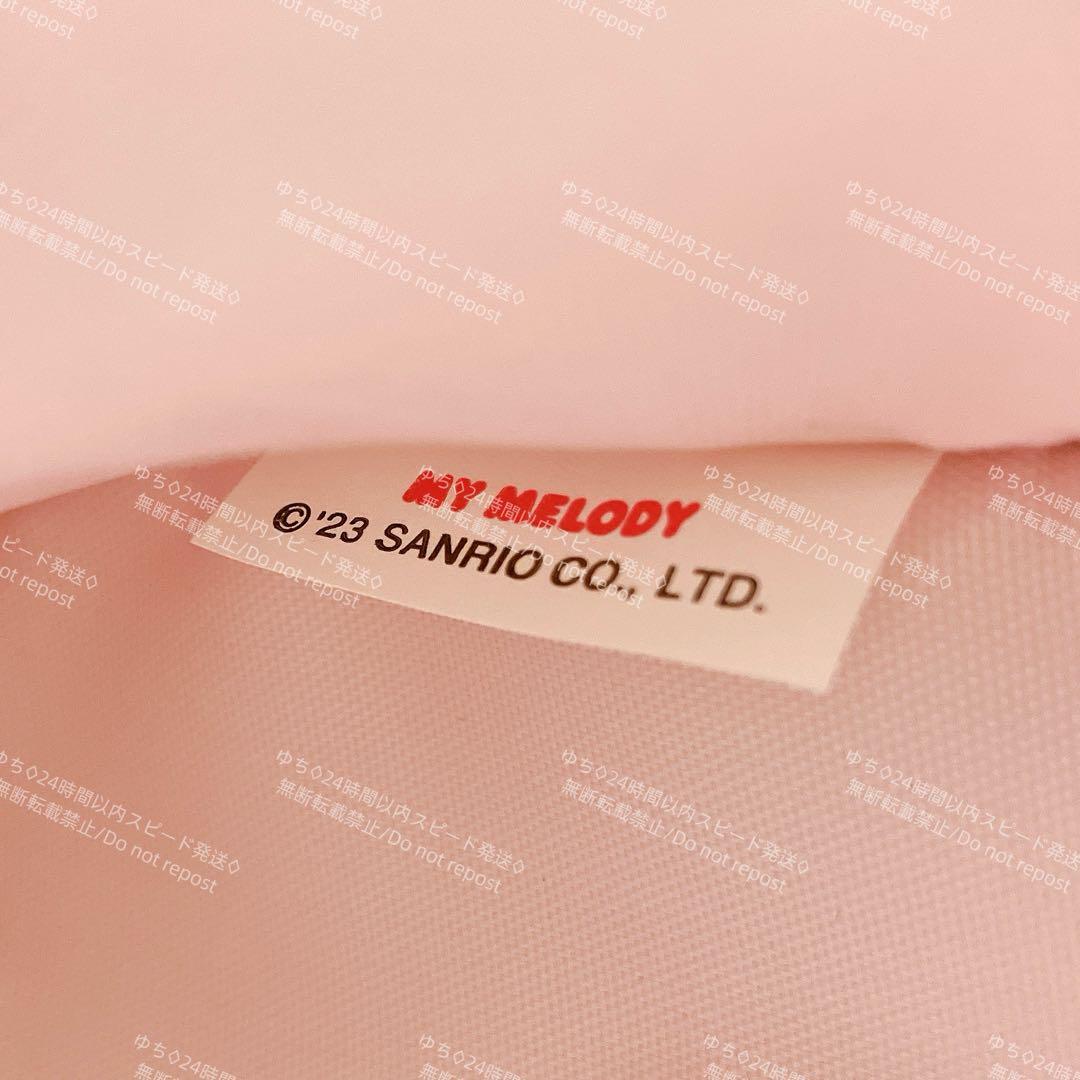 MY MELODY
© '23 SANRIO CO., LTD.
ゆち♢24時間以内スピード発送♢
無断転載禁止/Do not repost